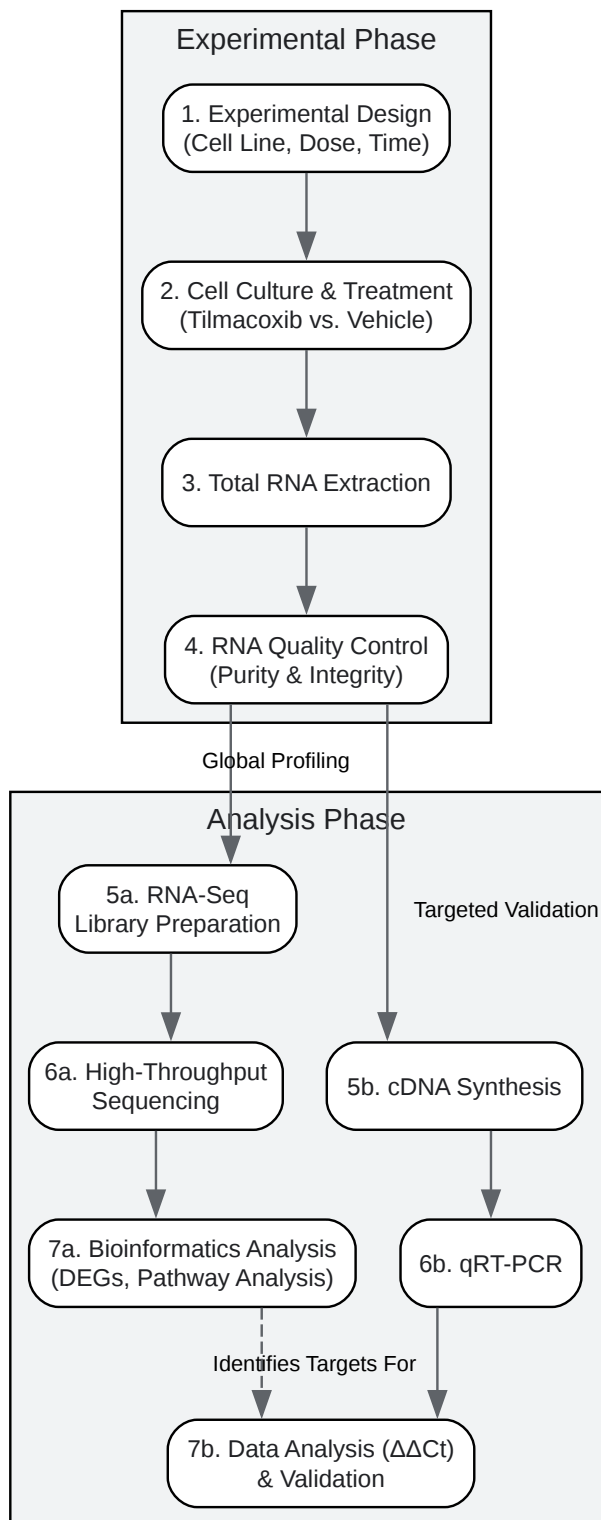 Experimental Phase
1. Experimental Design
(Cell Line, Dose, Time)
2. Cell Culture & Treatment
(Tilmacoxib vs. Vehicle)
3. Total RNA Extraction
4. RNA Quality Control
(Purity & Integrity)
Global Profiling
Analysis Phase
5a. RNA-Seq
Library Preparation
Targeted Validation
6a. High-Throughput
Sequencing
5b. cDNA Synthesis
7a. Bioinformatics Analysis
(DEGs, Pathway Analysis)
6b. qRT-PCR
Identifies Targets For
7b. Data Analysis (ΔΔCt)
& Validation